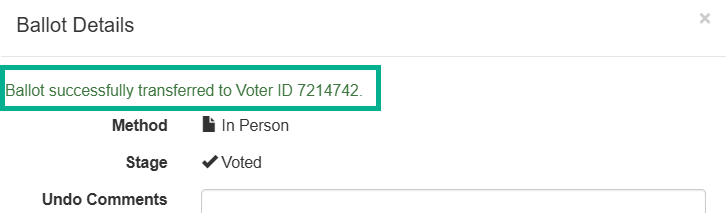 Ballot Details
×
Ballot successfully transferred to Voter ID 7214742.
Method In Person
Stage Voted
Undo Comments